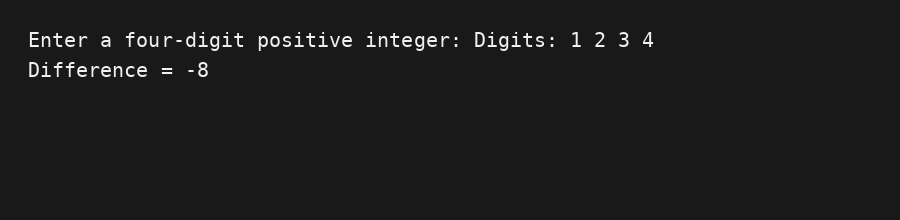 Enter a four-digit positive integer: Digits: 1 2 3 4
Difference = -8